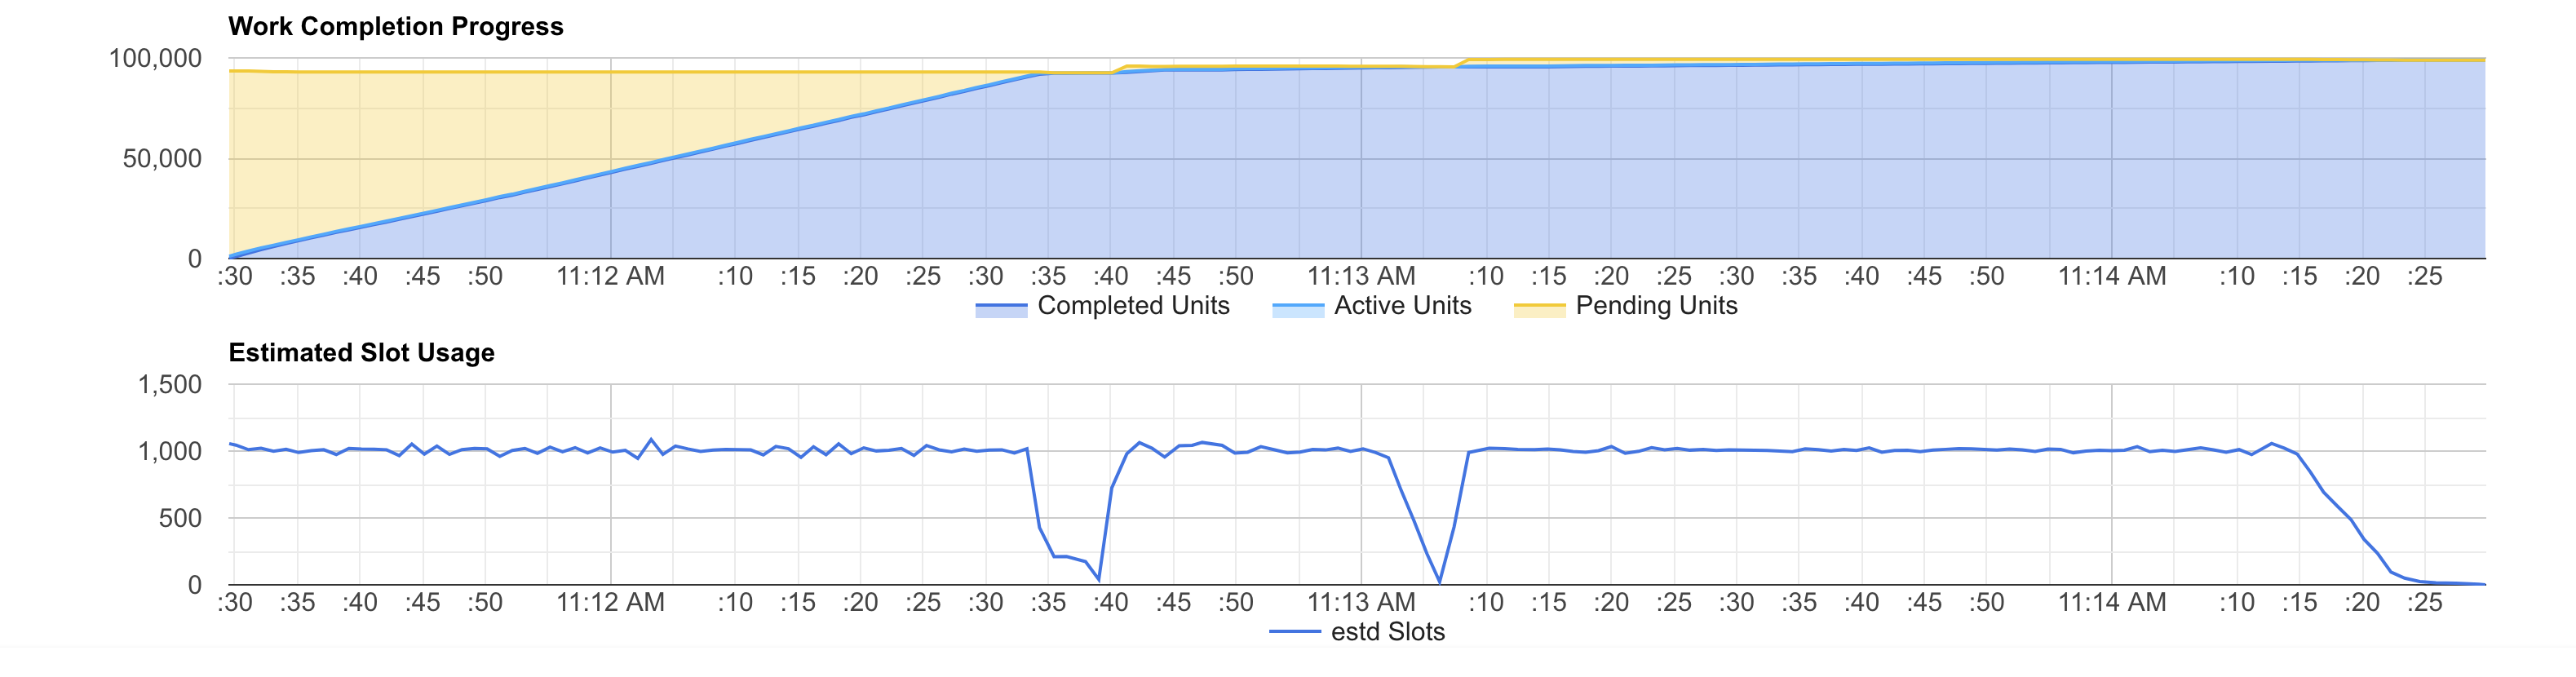 Work Completion Progress
100,000
50,000
0
:30 :35 :40 :45 :50 11:12 AM :10 :15 :20 :25 :30 :35 :40 :45 :50 11:13 AM :10 :15 :20 :25 :30 :35 :40 :45 :50 11:14 AM :10 :15 :20 :25
Completed Units Active Units Pending Units
Estimated Slot Usage
1,500
1,000
500
0
:30 :35 :40 :45 :50 11:12 AM :10 :15 :20 :25 :30 :35 :40 :45 :50 11:13 AM :10 :15 :20 :25 :30 :35 :40 :45 :50 11:14 AM :10 :15 :20 :25
estd Slots